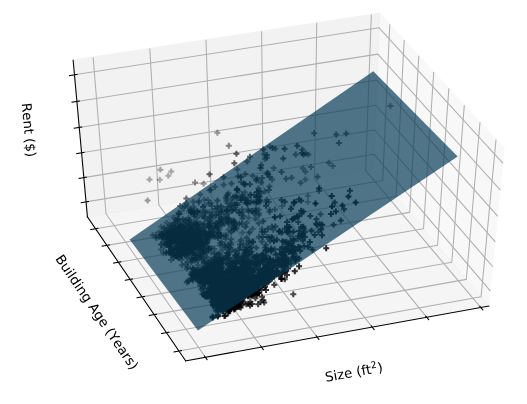 Rent ($)
Building Age (Years)
Size (ft²)